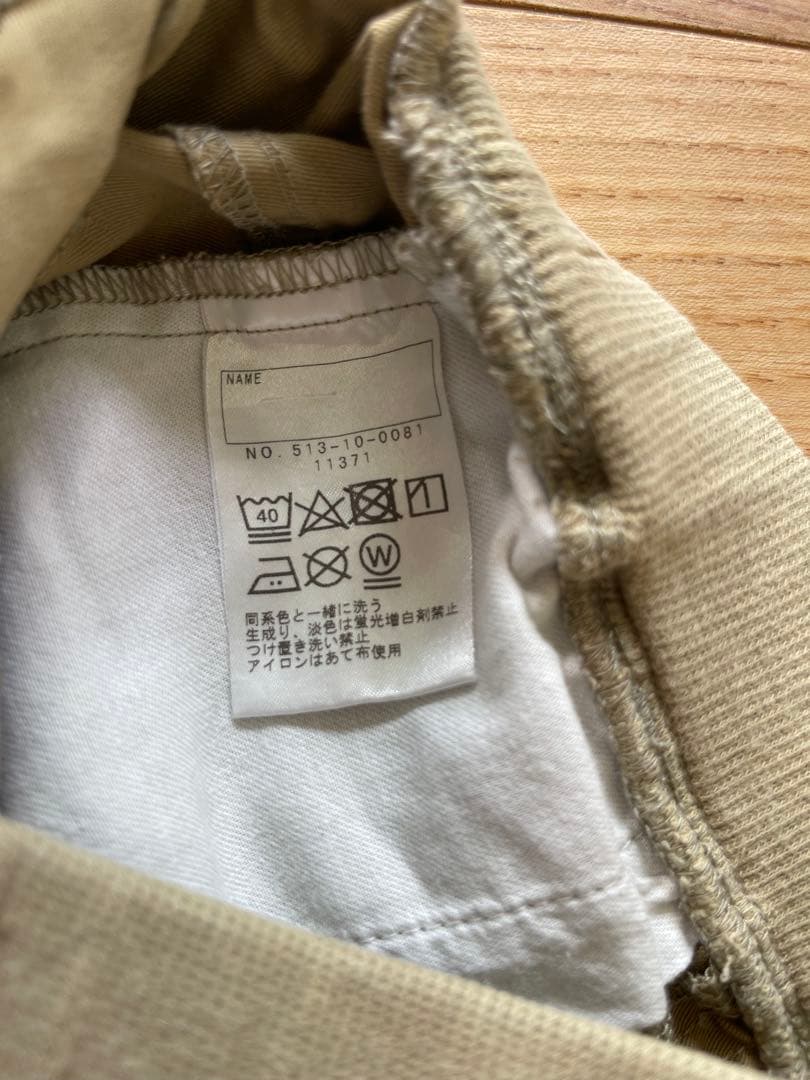 NAME
NO. 513-10-0081
11371
40
W
同系色と一緒に洗う
生成り、淡色は蛍光増白剤禁止
つけ置き洗い禁止
アイロンはあて布使用